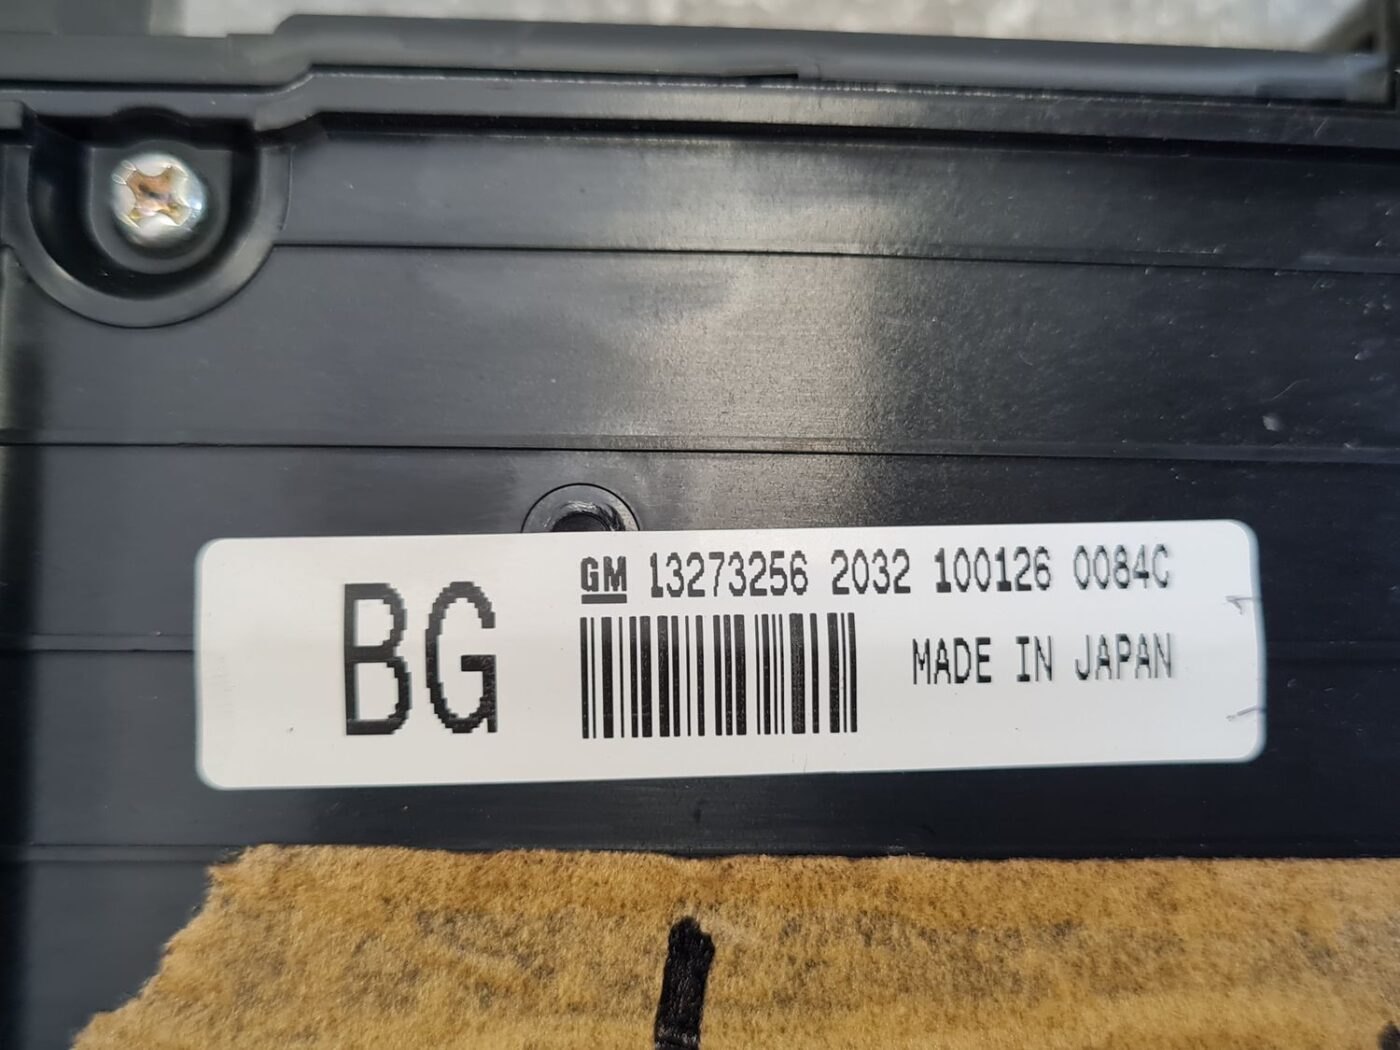 BG
GM 13273256 2032 100126 0084C
MADE IN JAPAN